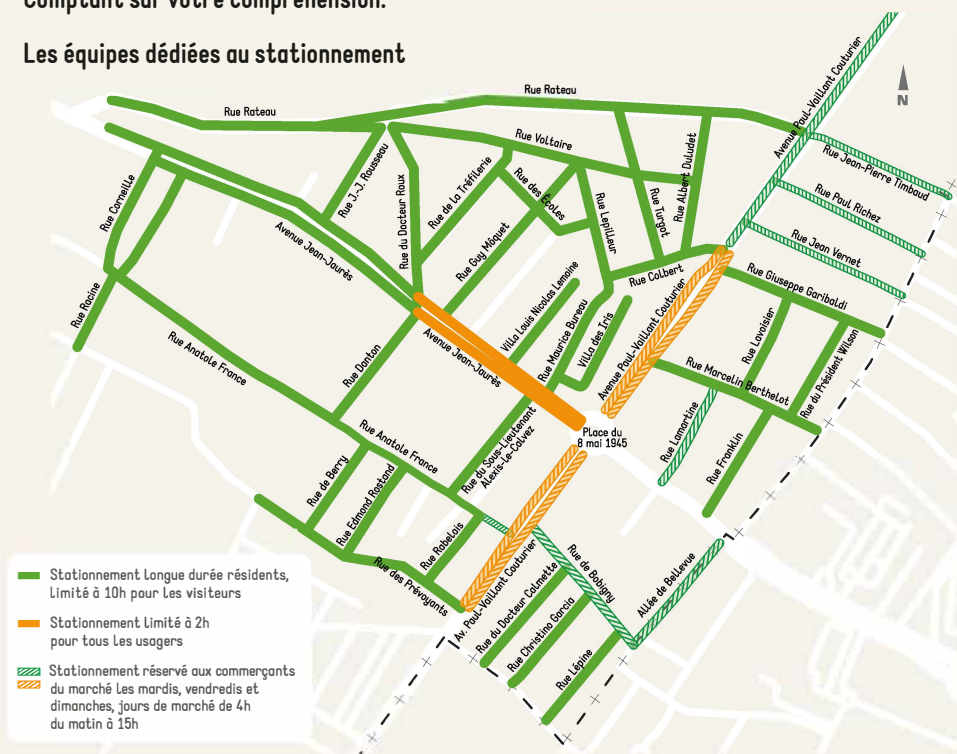 Comptant sur votre compréhension.
Les équipes dédiées au stationnement
N
Avenue Paul-Vaillant Couturier
Rue Rateau
Rue Rateau
Rue Voltaire
Rue Jean-Pierre Timbaud
Rue Paul Richez
Rue Jean Vernet
Rue Corneille
Rue J.-J. Rousseau
Rue du Docteur Roux
Rue de La Tréfilerie
Rue des Écoles
Rue Lepilleur
Rue Turgot
Rue Albert Duludet
Avenue Jean-Jaurès
Rue Guy Môquet
Rue Colbert
Rue Giuseppe Garibaldi
Rue Racine
Villa Louis Nicolas Lemoine
Rue Maurice Bureau
Villa des Iris
Avenue Paul-Vaillant Couturier
Rue Lavoisier
Rue du Président Wilson
Rue Anatole France
Rue Danton
Avenue Jean-Jaurès
Rue Marcelin Berthelot
Place du
8 mai 1945
Rue Lamartine
Rue Franklin
Rue Anatole France
Rue du Sous-Lieutenant
Alexis-Le-Calvez
Rue de Berry
Rue Edmond Rostand
Rue Rabelais
Rue des Prévoyants
Av. Paul-Vaillant Couturier
Rue de Bobigny
Allée de Bellevue
Rue du Docteur Calmette
Rue Christino Garcia
Rue Lépine
Stationnement longue durée résidents,
limité à 10h pour les visiteurs
Stationnement limité à 2h
pour tous les usagers
Stationnement réservé aux commerçants
du marché les mardis, vendredis et
dimanches, jours de marché de 4h
du matin à 15h